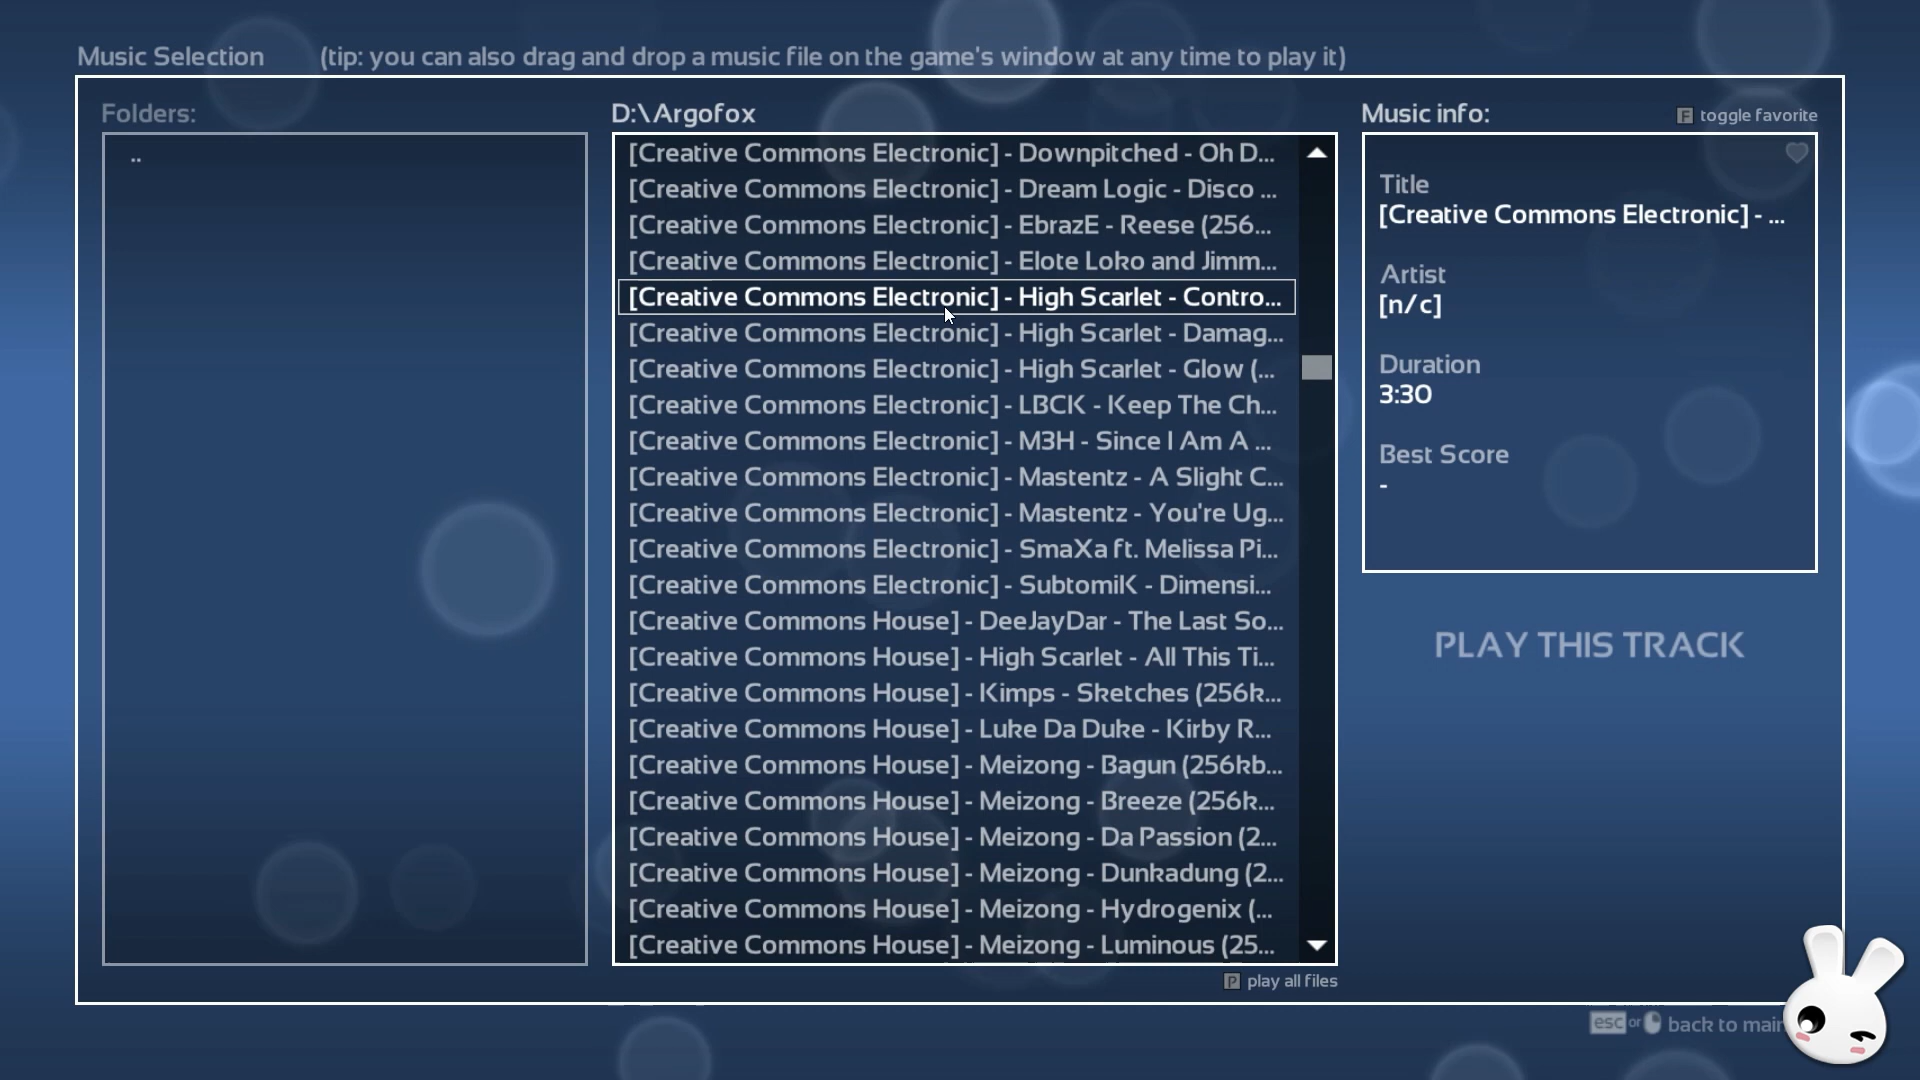 Music Selection (tip: you can also drag and drop a music file on the game's window at any time to play it)
Folders:
..
D:\Argofox
[Creative Commons Electronic] - Downpitched - Oh D...
[Creative Commons Electronic] - Dream Logic - Disco ...
[Creative Commons Electronic] - EbrazE - Reese (256...
[Creative Commons Electronic] - Elote Loko and Jimm...
[Creative Commons Electronic] - High Scarlet - Contro...
[Creative Commons Electronic] - High Scarlet - Damag...
[Creative Commons Electronic] - High Scarlet - Glow (...
[Creative Commons Electronic] - LBCK - Keep The Ch...
[Creative Commons Electronic] - M3H - Since I Am A ...
[Creative Commons Electronic] - Mastentz - A Slight C...
[Creative Commons Electronic] - Mastentz - You're Ug...
[Creative Commons Electronic] - SmaXa ft. Melissa Pi...
[Creative Commons Electronic] - SubtomiK - Dimensi...
[Creative Commons House] - DeeJayDar - The Last So...
[Creative Commons House] - High Scarlet - All This Ti...
[Creative Commons House] - Kimps - Sketches (256k...
[Creative Commons House] - Luke Da Duke - Kirby R...
[Creative Commons House] - Meizong - Bagun (256kb...
[Creative Commons House] - Meizong - Breeze (256k...
[Creative Commons House] - Meizong - Da Passion (2...
[Creative Commons House] - Meizong - Dunkadung (2...
[Creative Commons House] - Meizong - Hydrogenix (...
[Creative Commons House] - Meizong - Luminous (25...
P play all files
Music info:
F toggle favorite
Title
[Creative Commons Electronic] - ...
Artist
[n/c]
Duration
3:30
Best Score
-
PLAY THIS TRACK
esc or back to main